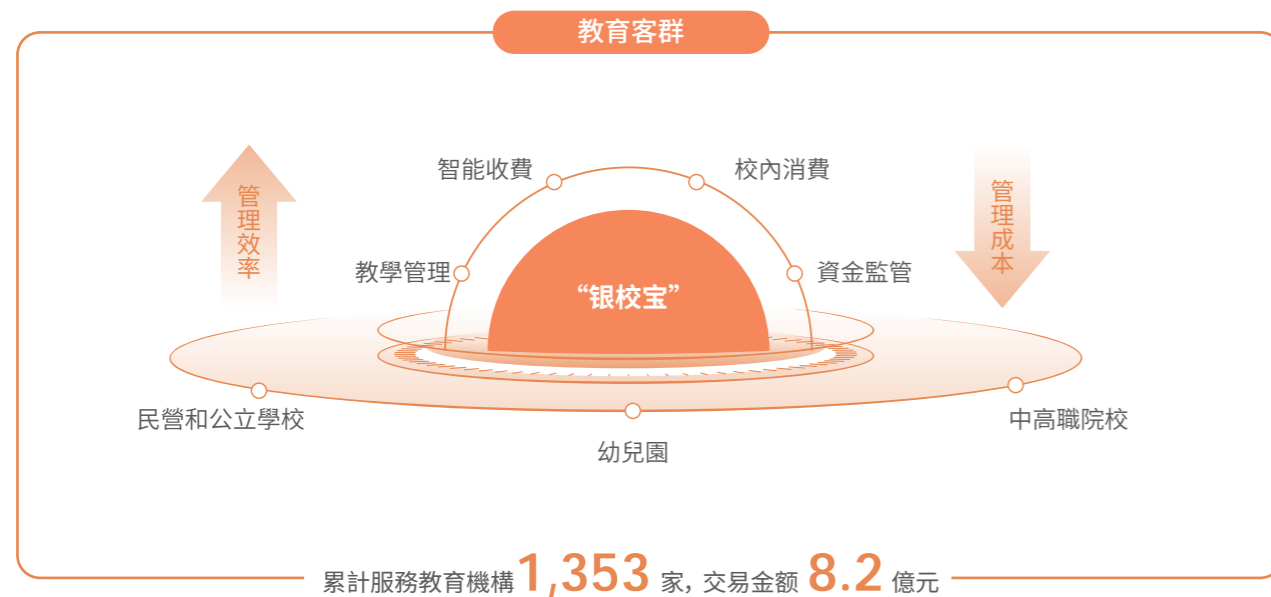 教育客群
智能收費
校內消費
管理效率
管理成本
教學管理
資金監管
“银校宝”
民營和公立學校
中高職院校
幼兒園
累計服務教育機構1,353 家, 交易金额 8.2 億元